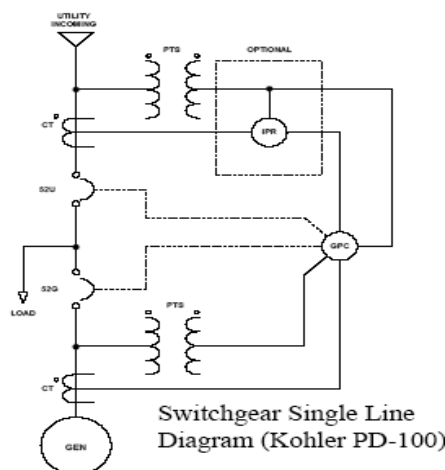 UTILITY
INCOMING
PTS
OPTIONAL
CT
IPR
52U
GPC
52G
LOAD
PTS
CT
GEN
Switchgear Single Line
Diagram (Kohler PD-100)